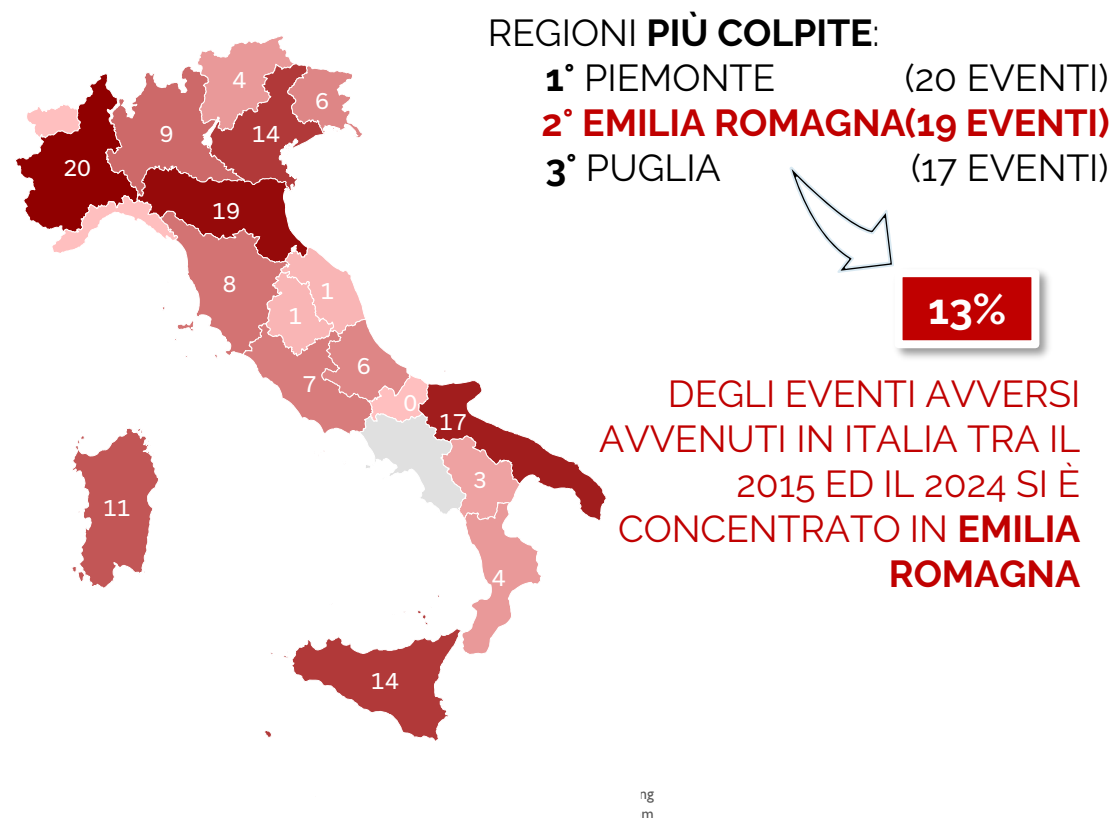 REGIONI PIÙ COLPITE:
1° PIEMONTE (20 EVENTI)
2° EMILIA ROMAGNA(19 EVENTI)
3° PUGLIA (17 EVENTI)
13%
DEGLI EVENTI AVVERSI
AVVENUTI IN ITALIA TRA IL
2015 ED IL 2024 SI È
CONCENTRATO IN EMILIA
ROMAGNA
4
6
9
14
20
19
8
1
1
6
7
0
17
3
11
4
14
ng
m